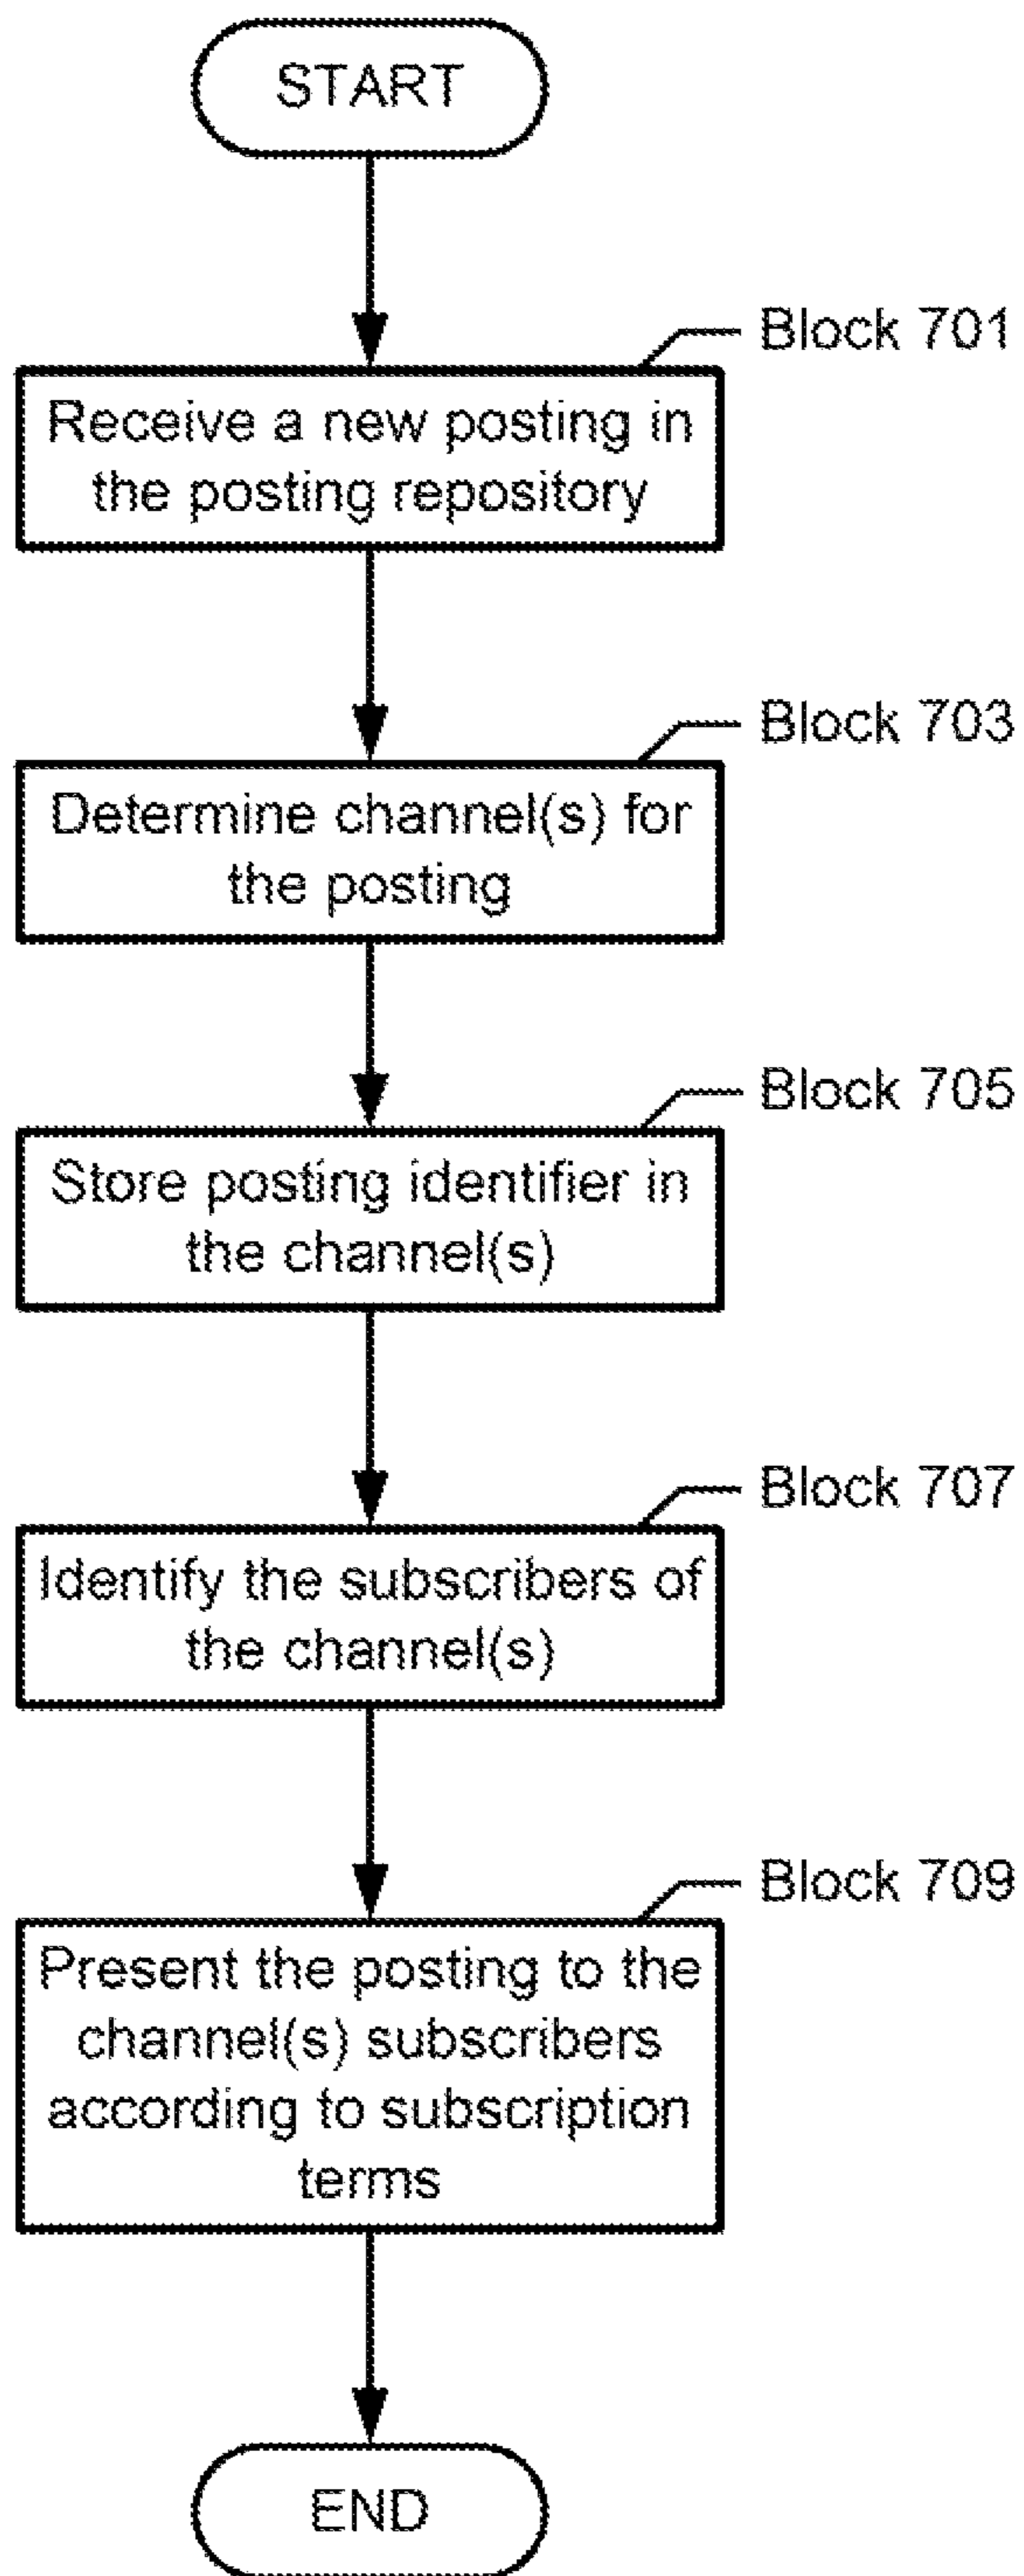 START
Block 701
Receive a new posting in
the posting repository
Block 703
Determine channel(s) for
the posting
Block 705
Store posting identifier in
the channel(s)
Block 707
Identify the subscribers of
the channel(s)
Block 709
Present the posting to the
channel(s) subscribers
according to subscription
terms
END